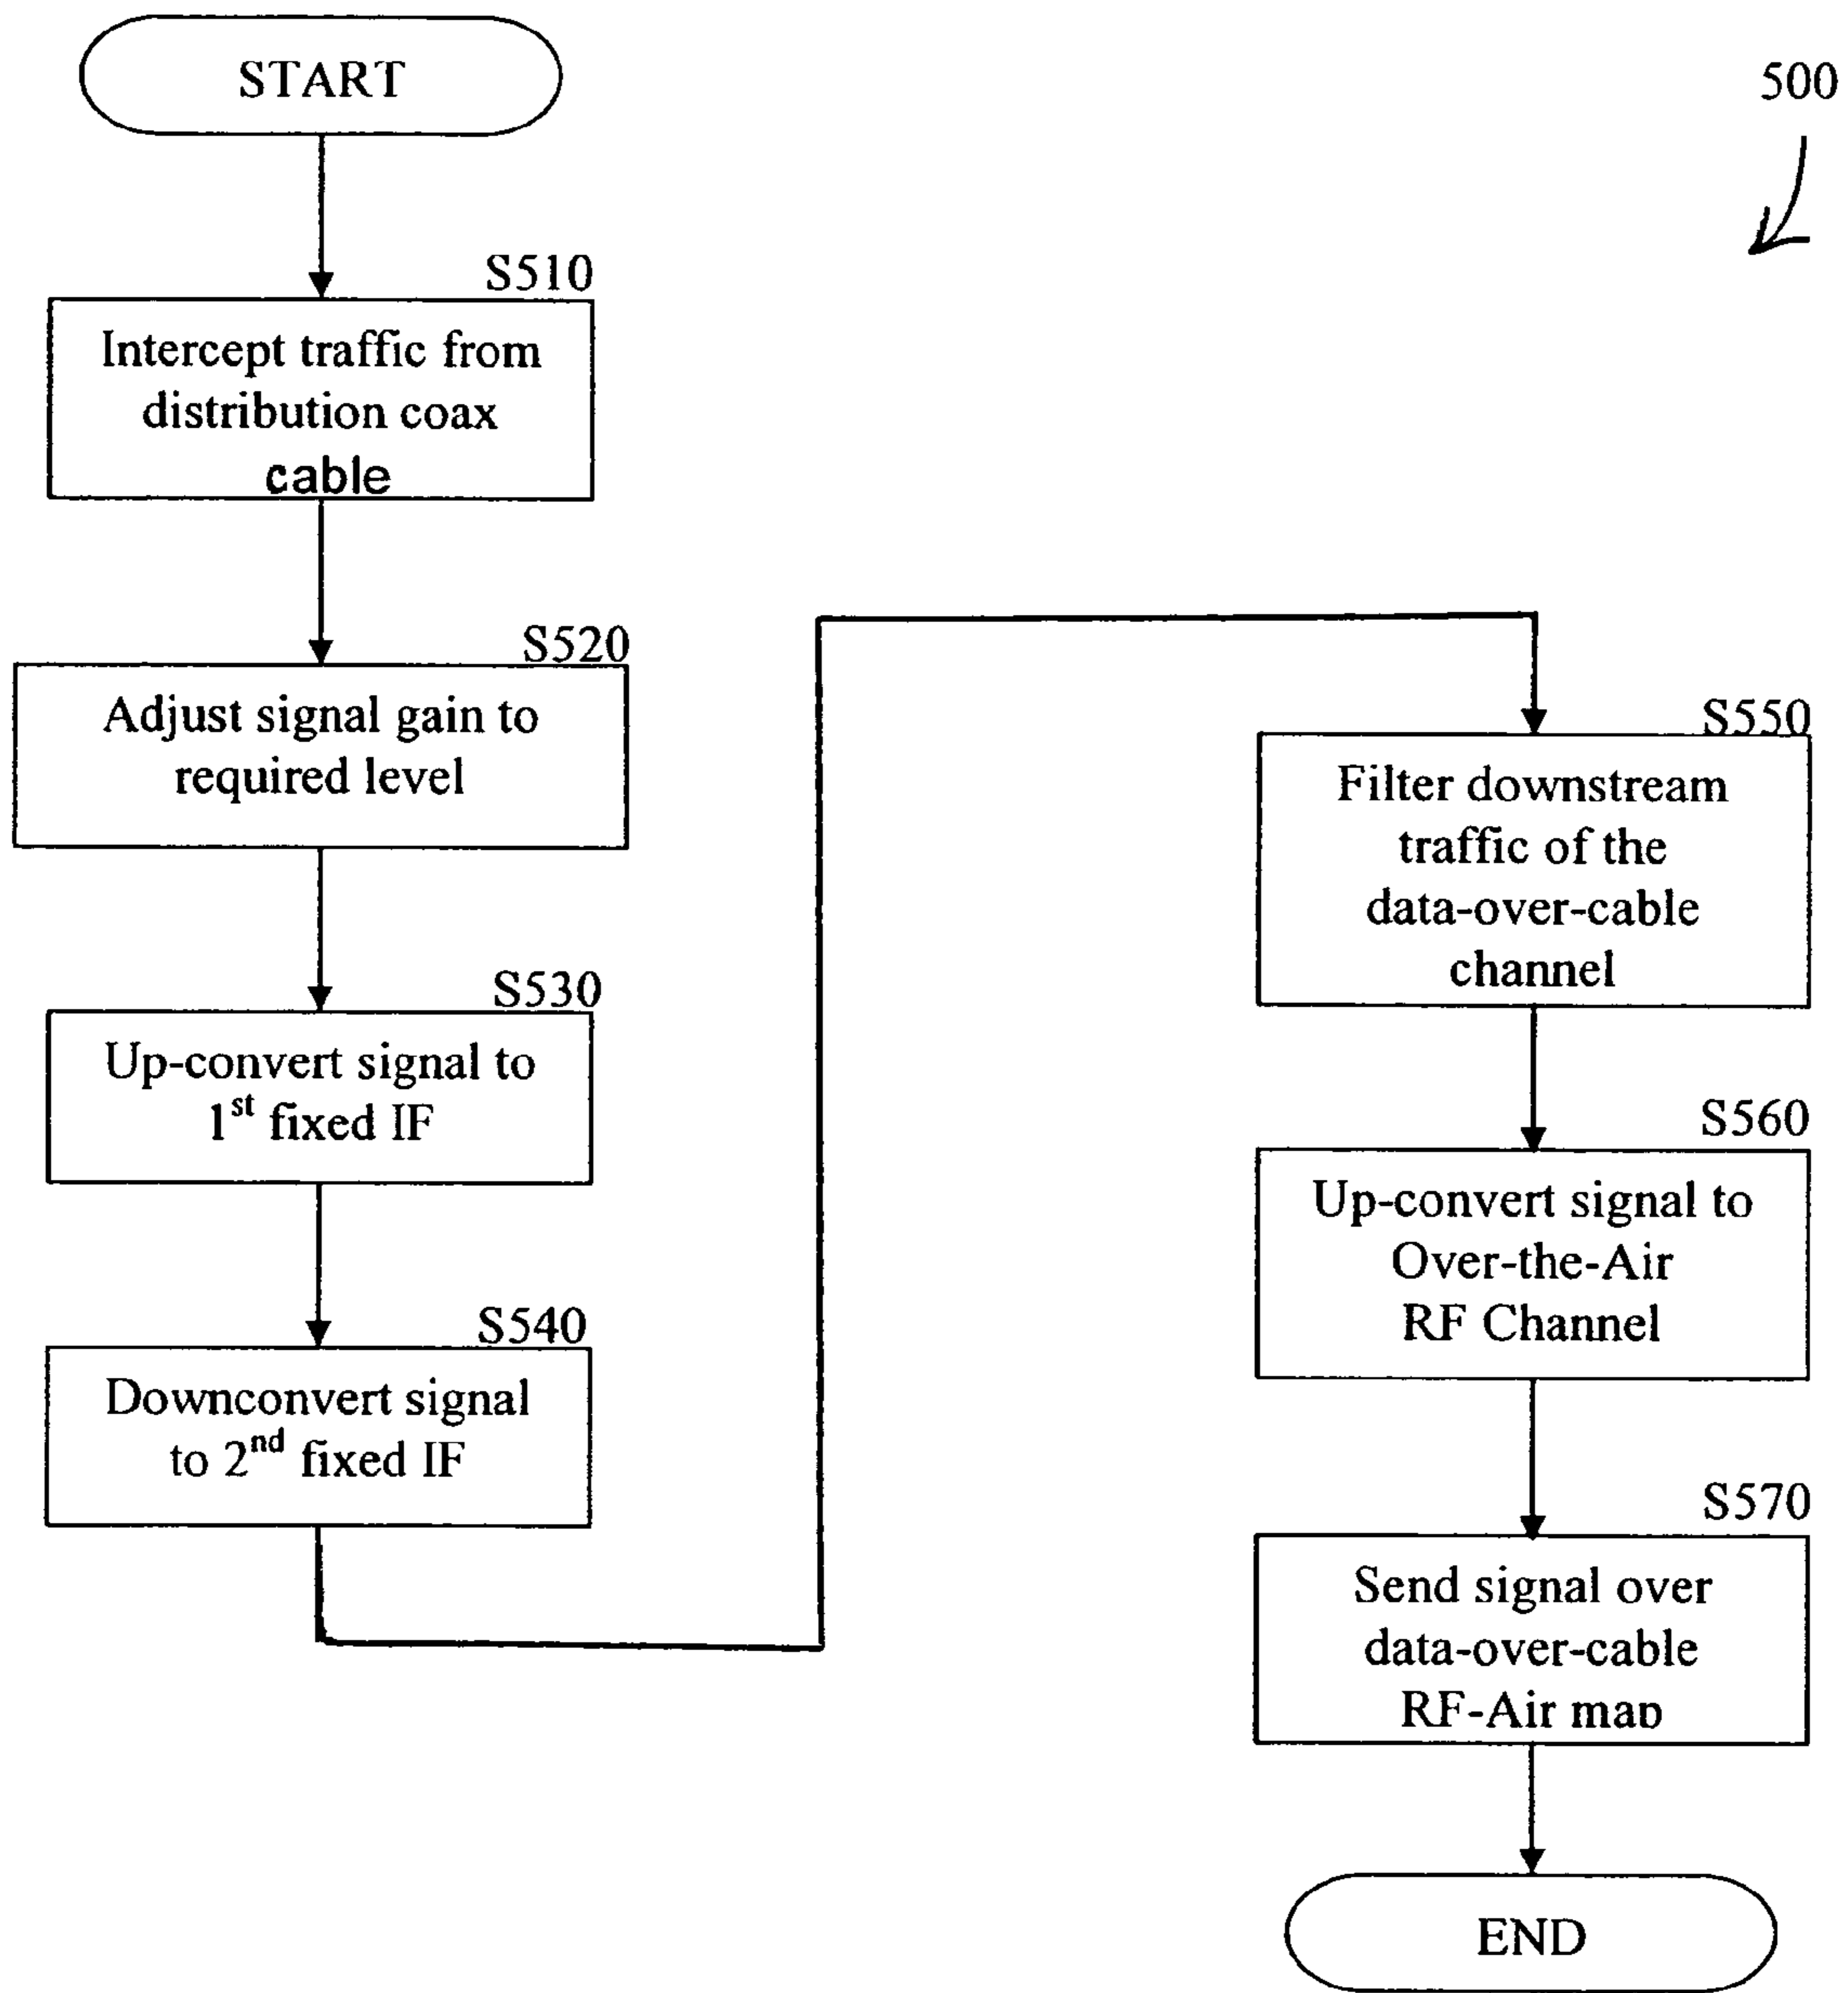 START
500
S510
Intercept traffic from
distribution coax
cable
S520
Adjust signal gain to
required level
S530
Up-convert signal to
1st fixed IF
S540
Downconvert signal
to 2nd fixed IF
S550
Filter downstream
traffic of the
data-over-cable
channel
S560
Up-convert signal to
Over-the-Air
RF Channel
S570
Send signal over
data-over-cable
RF-Air map
END